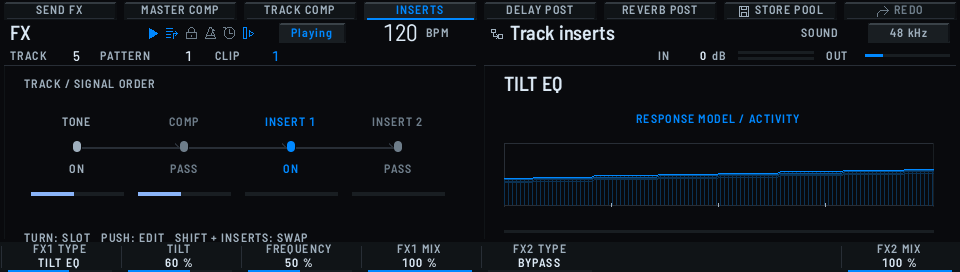 SEND FX MASTER COMP TRACK COMP INSERTS DELAY POST REVERB POST STORE POOL REDO
FX Playing 120 BPM Track inserts SOUND 48 kHz
TRACK 5 PATTERN 1 CLIP 1 IN 0 dB OUT
TRACK / SIGNAL ORDER
TILT EQ
RESPONSE MODEL / ACTIVITY
TONE COMP INSERT 1 INSERT 2
ON PASS ON PASS
TURN: SLOT PUSH: EDIT SHIFT + INSERTS: SWAP
FX1 TYPE TILT FREQUENCY FX1 MIX FX2 TYPE FX2 MIX
TILT EQ 60 % 50 % 100 % BYPASS 100 %